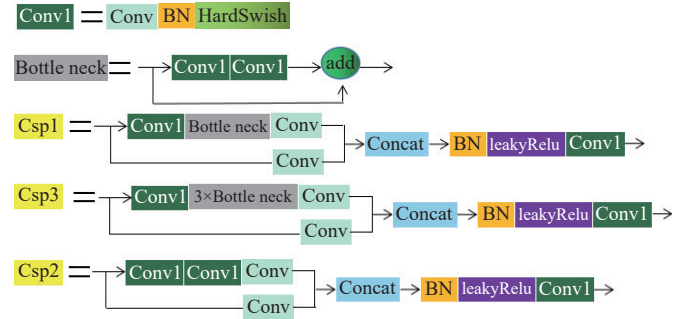 Conv1 = Conv BN HardSwish
Bottle neck = Conv1 Conv1 add
Csp1 = Conv1 Bottle neck Conv
Conv Concat BN leakyRelu Conv1
Csp3 = Conv1 3×Bottle neck Conv
Conv Concat BN leakyRelu Conv1
Csp2 = Conv1 Conv1 Conv
Conv Concat BN leakyRelu Conv1